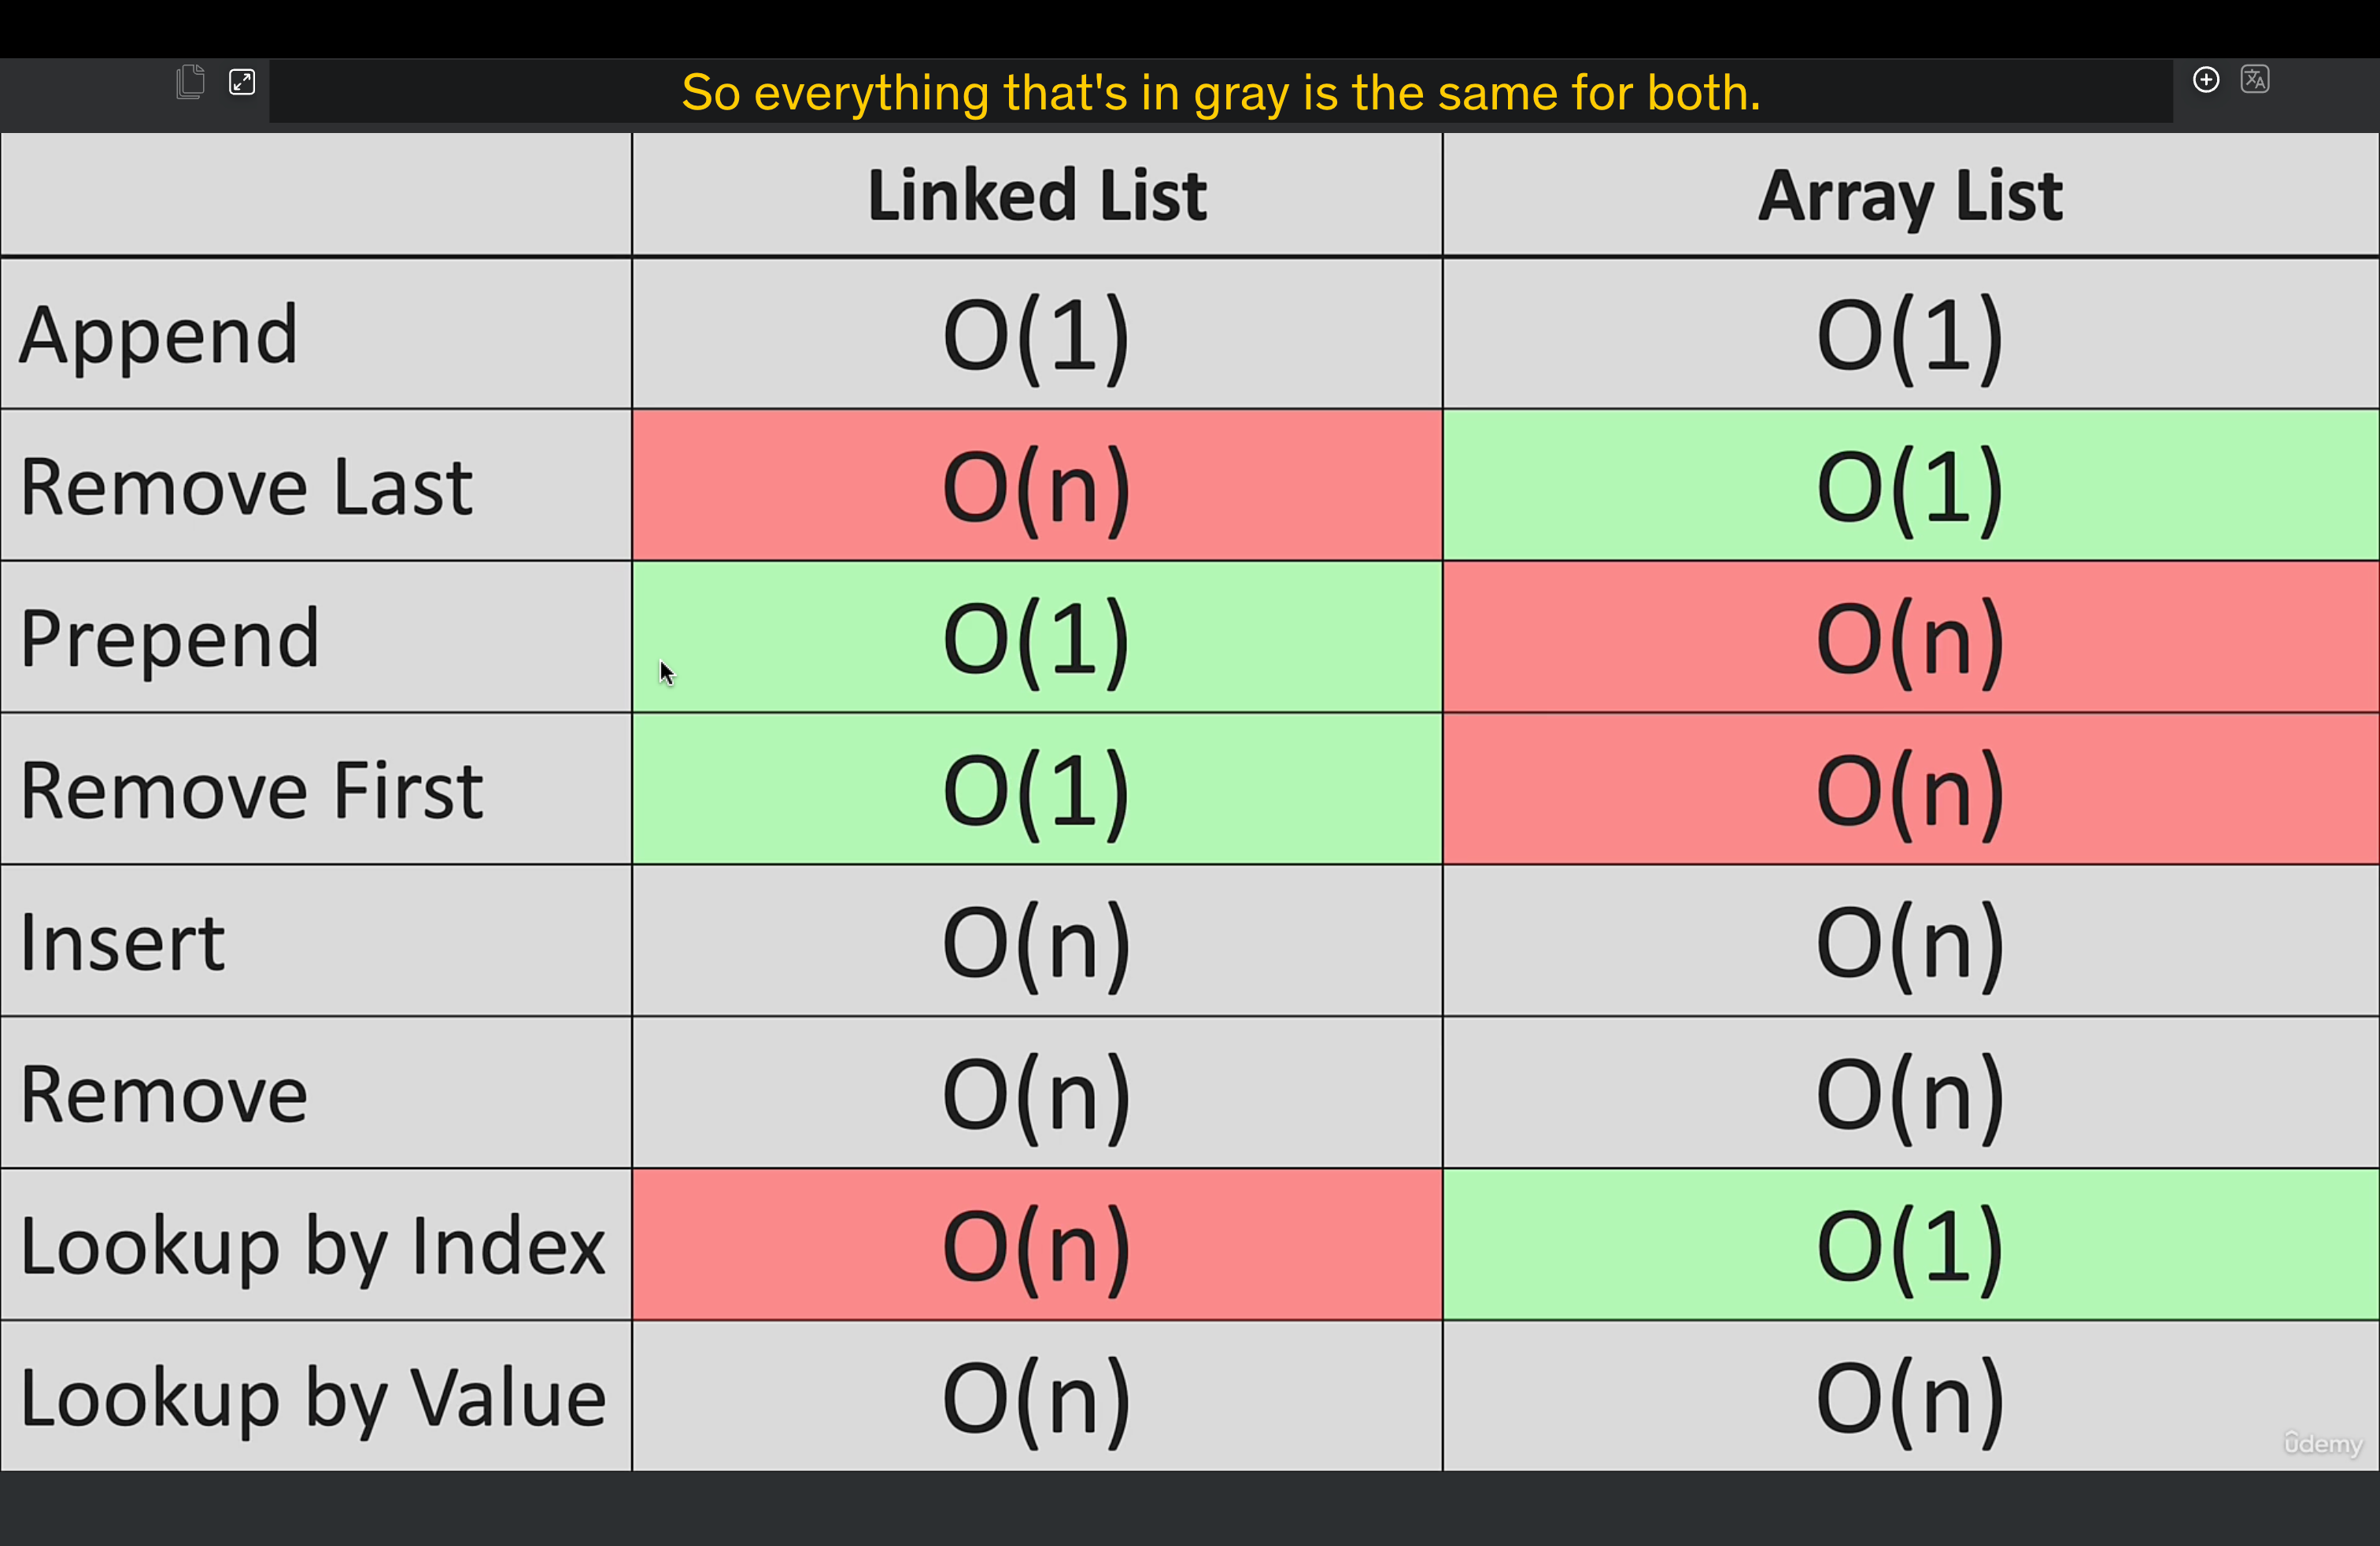 So everything that's in gray is the same for both.
Linked List Array List
Append O(1) O(1)
Remove Last O(n) O(1)
Prepend O(1) O(n)
Remove First O(1) O(n)
Insert O(n) O(n)
Remove O(n) O(n)
Lookup by Index O(n) O(1)
Lookup by Value O(n) O(n)
ûdemy